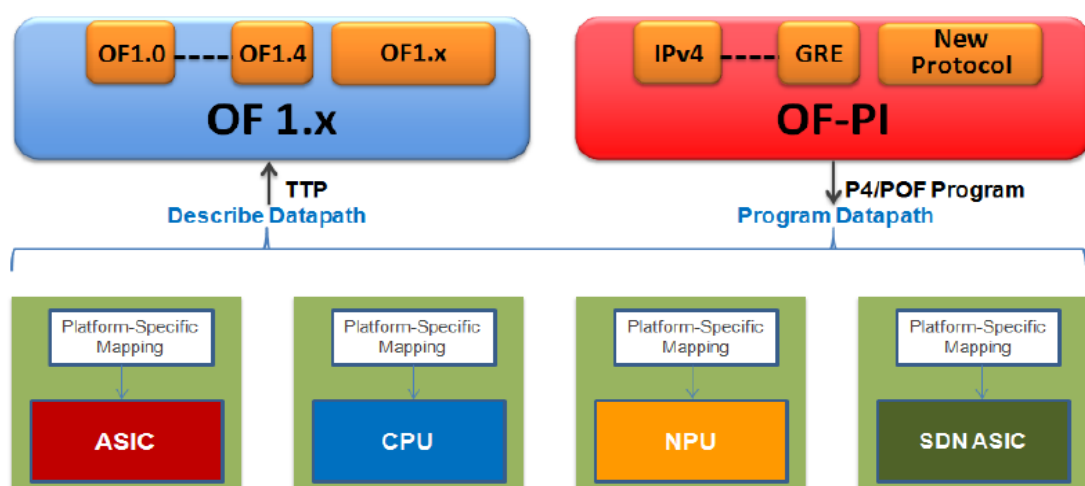 OF1.0
OF1.4
OF1.x
OF 1.x
IPv4
GRE
New
Protocol
OF-PI
TTP
Describe Datapath
P4/POF Program
Program Datapath
Platform-Specific
Mapping
ASIC
Platform-Specific
Mapping
CPU
Platform-Specific
Mapping
NPU
Platform-Specific
Mapping
SDN ASIC